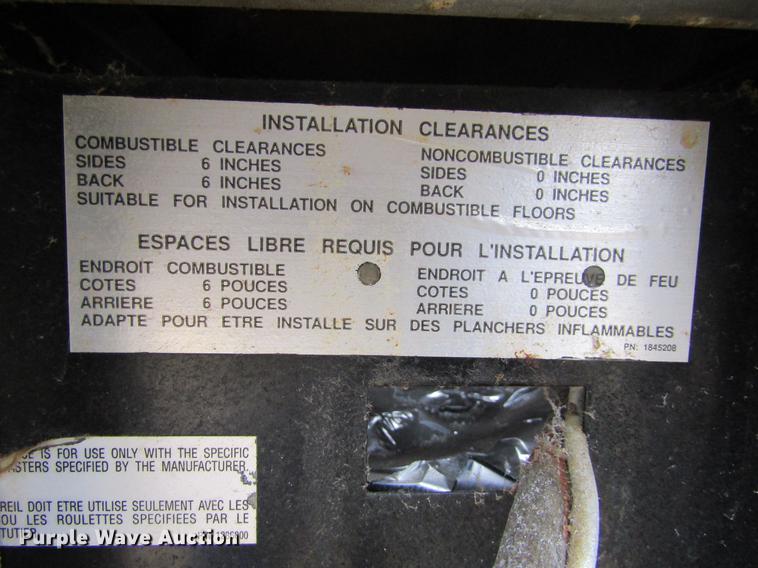 INSTALLATION CLEARANCES
COMBUSTIBLE CLEARANCES
SIDES 6 INCHES
BACK 6 INCHES
NONCOMBUSTIBLE CLEARANCES
SIDES 0 INCHES
BACK 0 INCHES
SUITABLE FOR INSTALLATION ON COMBUSTIBLE FLOORS
ESPACES LIBRE REQUIS POUR L'INSTALLATION
ENDROIT COMBUSTIBLE
COTES 6 POUCES
ARRIERE 6 POUCES
ENDROIT A L'EPREUVE DE FEU
COTES 0 POUCES
ARRIERE 0 POUCES
ADAPTE POUR ETRE INSTALLE SUR DES PLANCHERS INFLAMMABLES
PN: 1845208
IS FOR USE ONLY WITH THE SPECIFIC
SPECIFIED BY THE MANUFACTURER.
DOIT ETRE UTILISE SEULEMENT AVEC LES
OU LES ROULETTES SPECIFIEES PAR LE
Purple Wave Auction